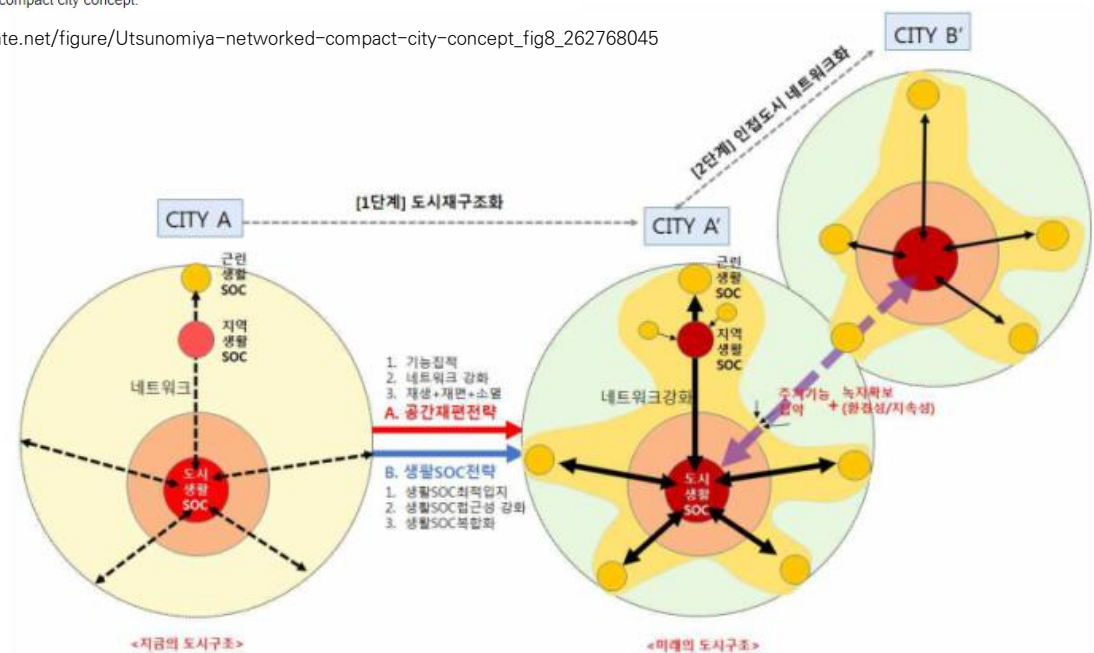 compact city concept.
ate.net/figure/Utsunomiya-networked-compact-city-concept_fig8_262768045
CITY B'
[2단계] 인접도시 네트워크화
[1단계] 도시재구조화
CITY A
CITY A'
근린
생활
SOC
지역
생활
SOC
네트워크
도시
생활
SOC
<지금의 도시구조>
1. 기능집적
2. 네트워크 강화
3. 재생+재편+소멸
A. 공간재편전략
B. 생활SOC전략
1. 생활SOC최적입지
2. 생활SOC접근성 강화
3. 생활SOC복합화
근린
생활
SOC
지역
생활
SOC
네트워크강화
도시
생활
SOC
+ 녹지확보
(환경성/지속성)
<미래의 도시구조>